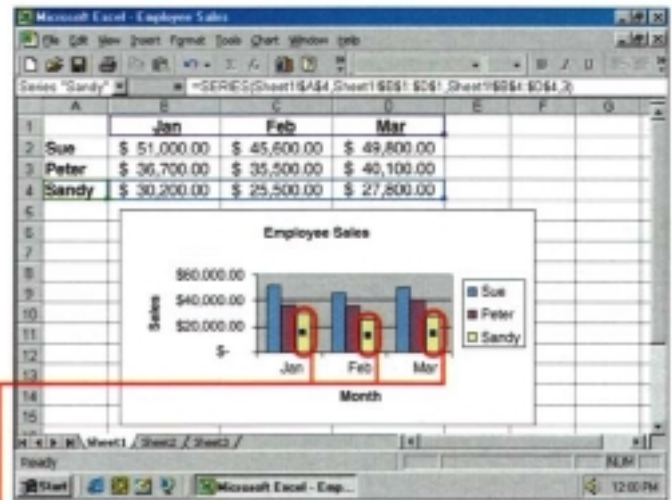 Microsoft Excel - Employee Sales
File Edit View Insert Format Tools Chart Window Help
Series "Sandy" =SERIES(Sheet1!$A$4,Sheet1!$B$1:$D$1,Sheet1!$B$4:$D$4,3)
A B C D E F G
1 Jan Feb Mar
2 Sue $ 51,000.00 $ 45,600.00 $ 49,800.00
3 Peter $ 36,700.00 $ 35,500.00 $ 40,100.00
4 Sandy $ 30,200.00 $ 25,500.00 $ 27,800.00
5
6
7
8
9
10
11
12
13
14
15
Employee Sales
$60,000.00
$40,000.00
$20,000.00
$-
Sales
Jan Feb Mar
Month
Sue
Peter
Sandy
Sheet1 / Sheet2 / Sheet3 /
Ready NUM
Start Microsoft Excel - Emp... 12:00 PM